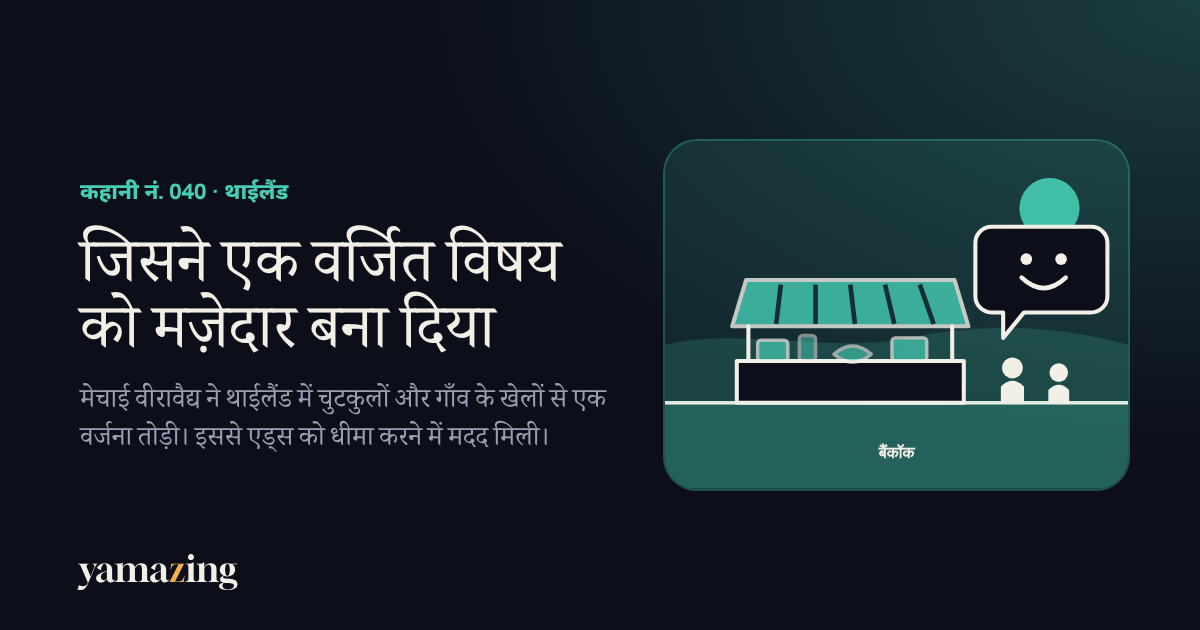 कहानी नं. 040 · थाईलैंड
जिसने एक वर्जित विषय
को मज़ेदार बना दिया
मेचाई वीरावैद्य ने थाईलैंड में चुटकुलों और गाँव के खेलों से एक
वर्जना तोड़ी। इससे एड्स को धीमा करने में मदद मिली।
बैंकॉक
yamazing